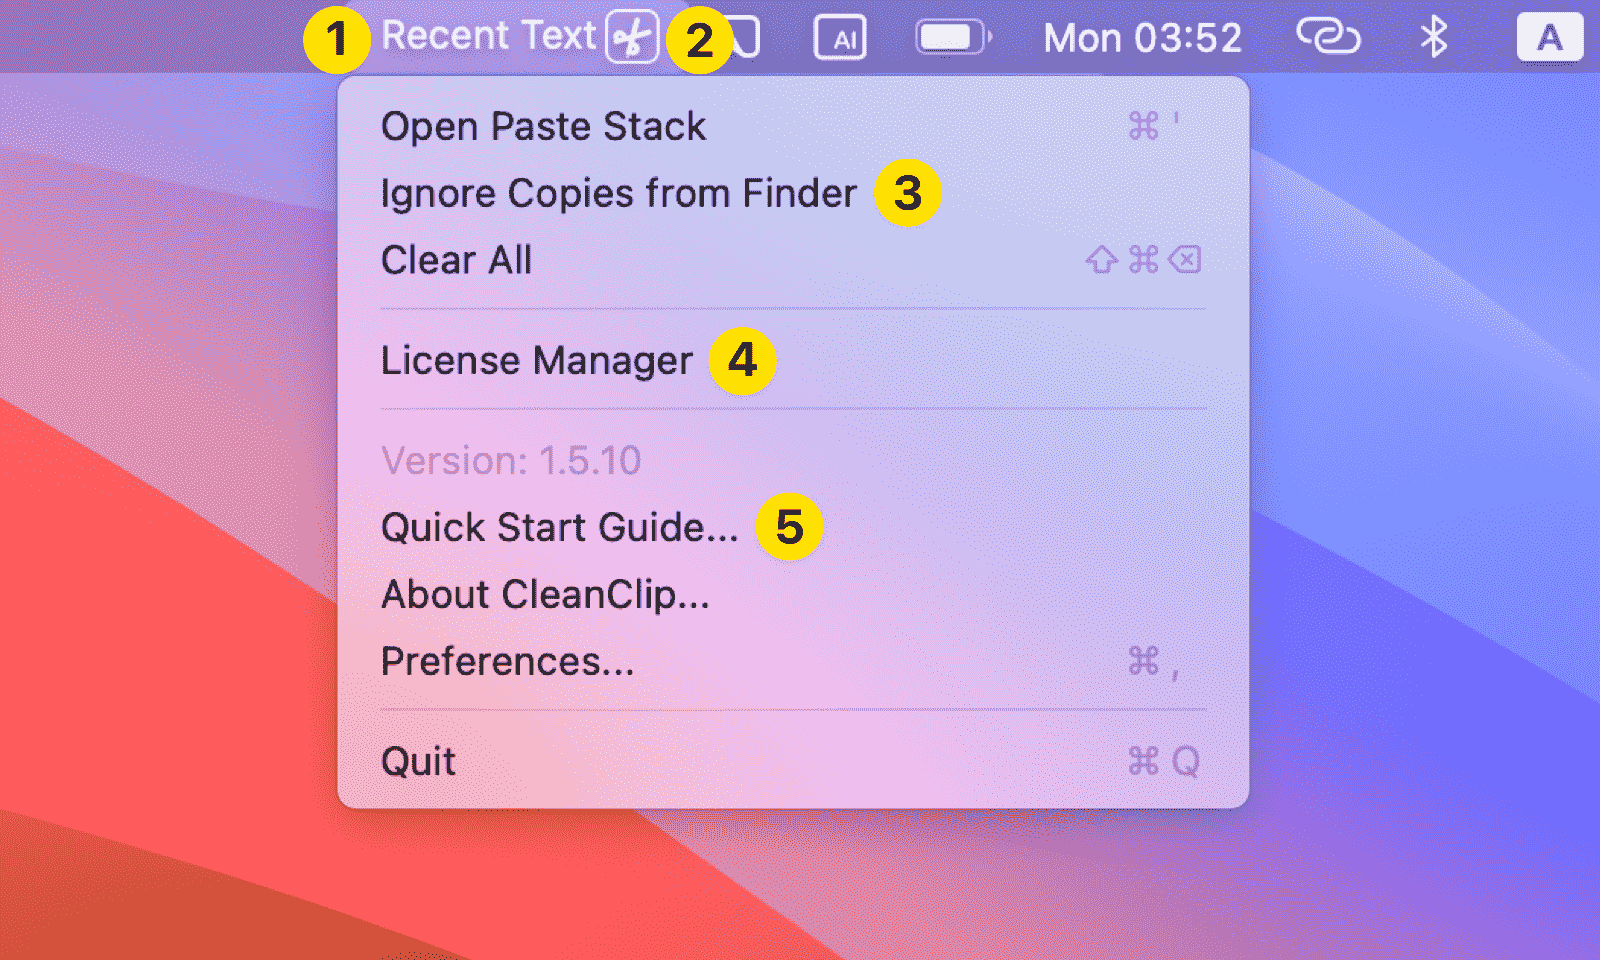 1 Recent Text 2 AI Mon 03:52 A
Open Paste Stack ⌘ '
Ignore Copies from Finder 3
Clear All ⇧ ⌘ ⌫
License Manager 4
Version: 1.5.10
Quick Start Guide... 5
About CleanClip...
Preferences... ⌘ ,
Quit ⌘ Q